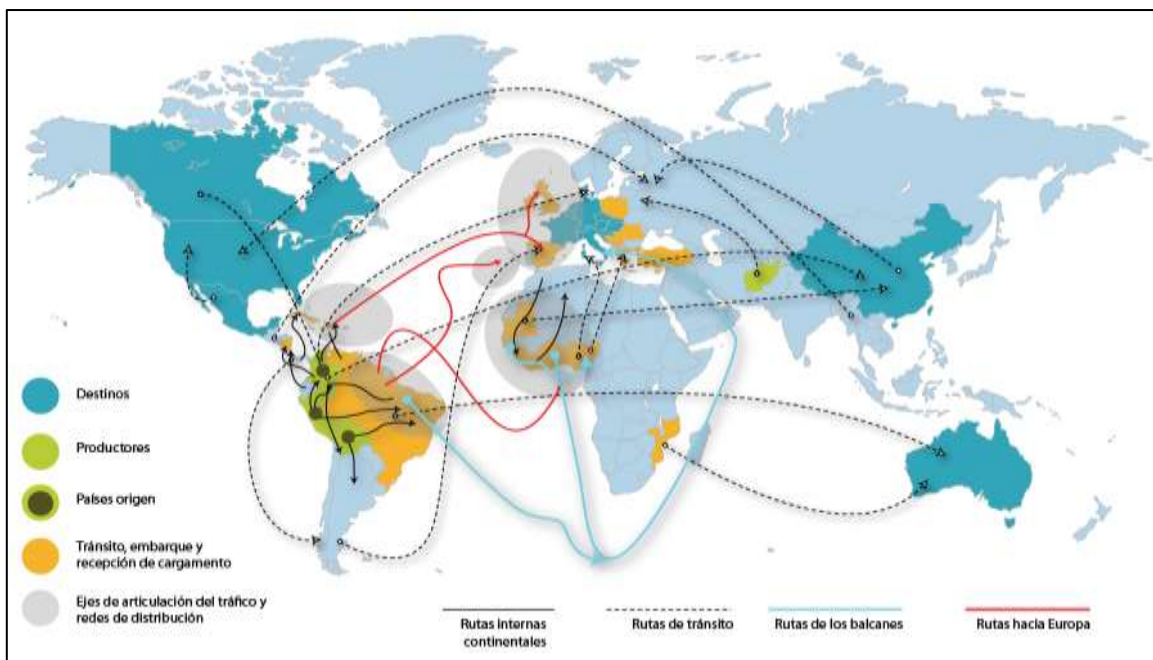 Destinos
Productores
Países origen
Tránsito, embarque y
recepción de cargamento
Ejes de articulación del tráfico y
redes de distribución
Rutas internas
continentales
Rutas de tránsito
Rutas de los balcanes
Rutas hacia Europa